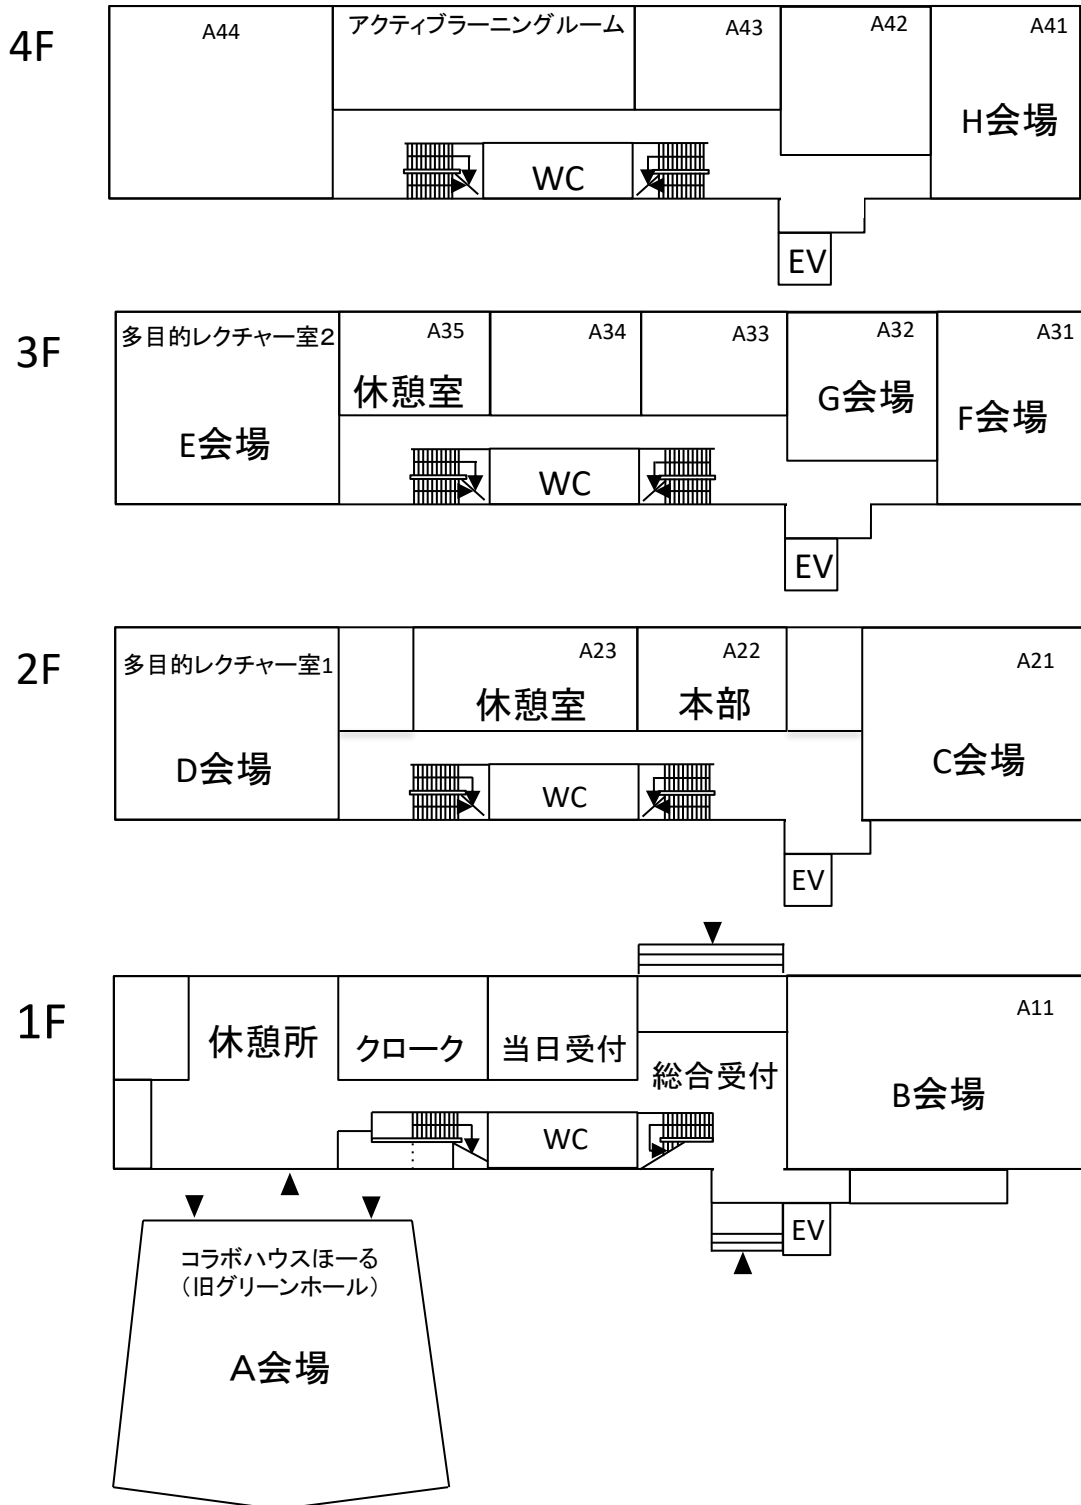 4F
A44
アクティブラーニングルーム
A43
A42
A41
H会場
WC
EV
3F
多目的レクチャー室2
A35
A34
A33
A32
A31
休憩室
G会場
F会場
E会場
WC
EV
2F
多目的レクチャー室1
A23
A22
A21
休憩室
本部
D会場
C会場
WC
EV
1F
A11
休憩所
クローク
当日受付
総合受付
B会場
WC
EV
コラボハウスほーる
（旧グリーンホール）
A会場